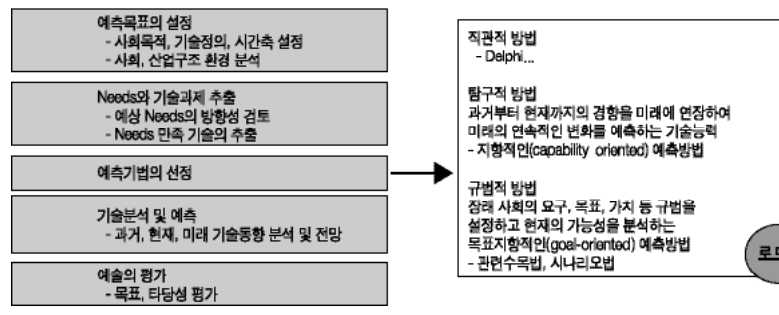 예측목표의 설정
- 사회목적, 기술정의, 시간축 설정
- 사회, 산업구조 환경 분석
Needs와 기술과제 추출
- 예상 Needs의 방향성 검토
- Needs 만족 기술의 추출
예측기법의 선정
기술분석 및 예측
- 과거, 현재, 미래 기술동향 분석 및 전망
예술의 평가
- 목표, 타당성 평가
직관적 방법
- Delphi...
탐구적 방법
과거부터 현재까지의 경향을 미래에 연장하여
미래의 연속적인 변화를 예측하는 기술능력
- 지향적인(capability oriented) 예측방법
규범적 방법
장래 사회의 요구, 목표, 가치 등 규범을
설정하고 현재의 가능성을 분석하는
목표지향적인(goal-oriented) 예측방법
- 관련수목법, 시나리오법